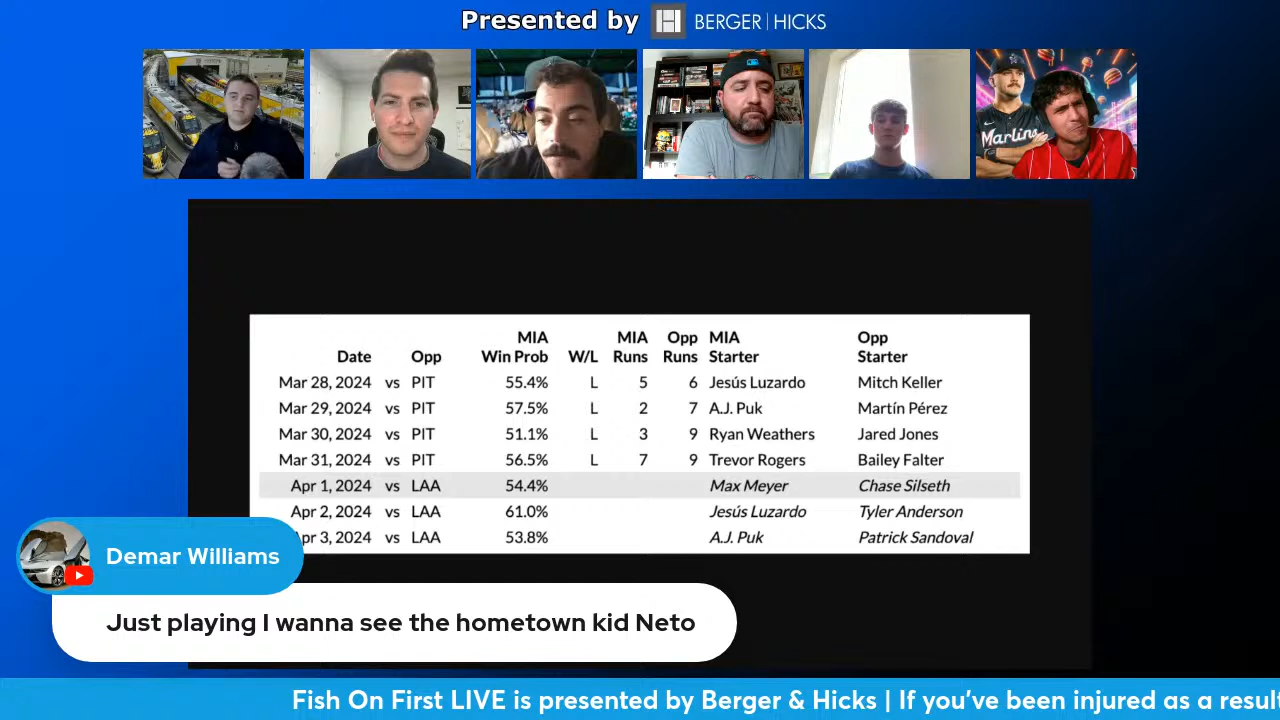 Presented by BERGER | HICKS
Marlins
MIA MIA Opp MIA Opp
Date Opp Win Prob W/L Runs Runs Starter Starter
Mar 28, 2024 vs PIT 55.4% L 5 6 Jesús Luzardo Mitch Keller
Mar 29, 2024 vs PIT 57.5% L 2 7 A.J. Puk Martín Pérez
Mar 30, 2024 vs PIT 51.1% L 3 9 Ryan Weathers Jared Jones
Mar 31, 2024 vs PIT 56.5% L 7 9 Trevor Rogers Bailey Falter
Apr 1, 2024 vs LAA 54.4% Max Meyer Chase Silseth
Apr 2, 2024 vs LAA 61.0% Jesús Luzardo Tyler Anderson
pr 3, 2024 vs LAA 53.8% A.J. Puk Patrick Sandoval
Demar Williams
Just playing I wanna see the hometown kid Neto
Fish On First LIVE is presented by Berger & Hicks | If you've been injured as a result